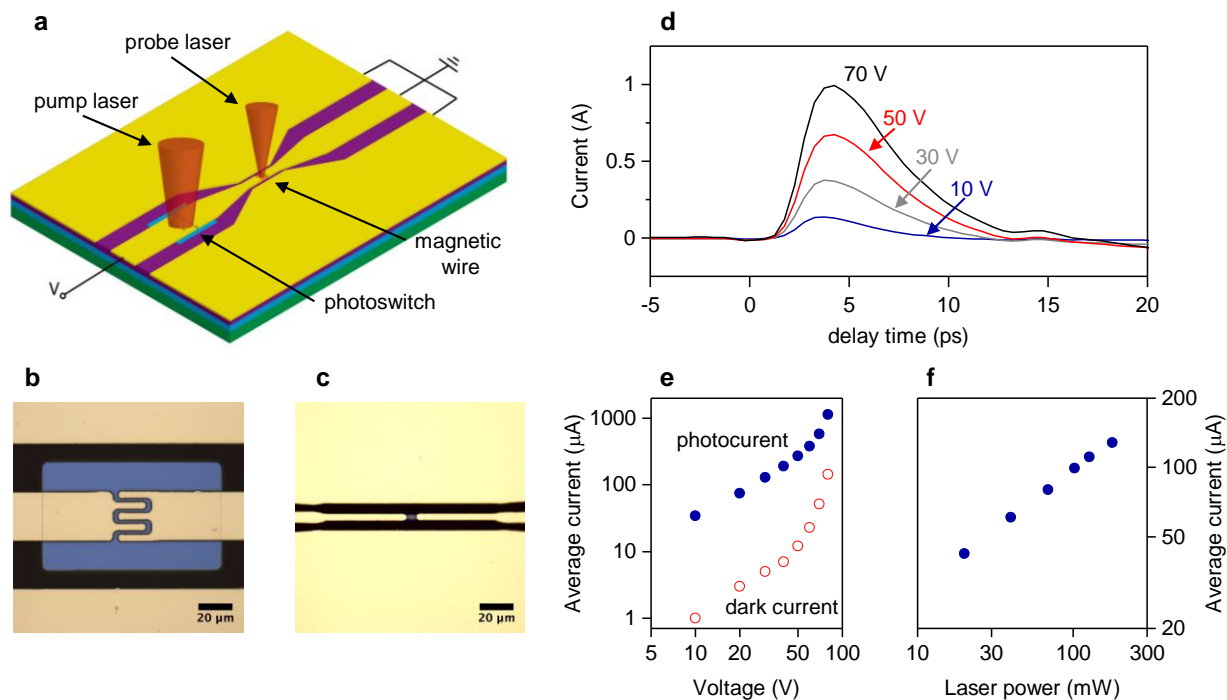 a
probe laser
pump laser
magnetic
wire
photoswitch
V
b
20 µm
c
20 µm
d
Current (A)
1
0.5
0
70 V
50 V
30 V
10 V
-5
0
5
10
15
20
delay time (ps)
e
Average current (µA)
1000
100
10
1
photocurent
dark current
5
10
20
50
100
Voltage (V)
f
200
100
50
20
Average current (µA)
10
30
100
300
Laser power (mW)